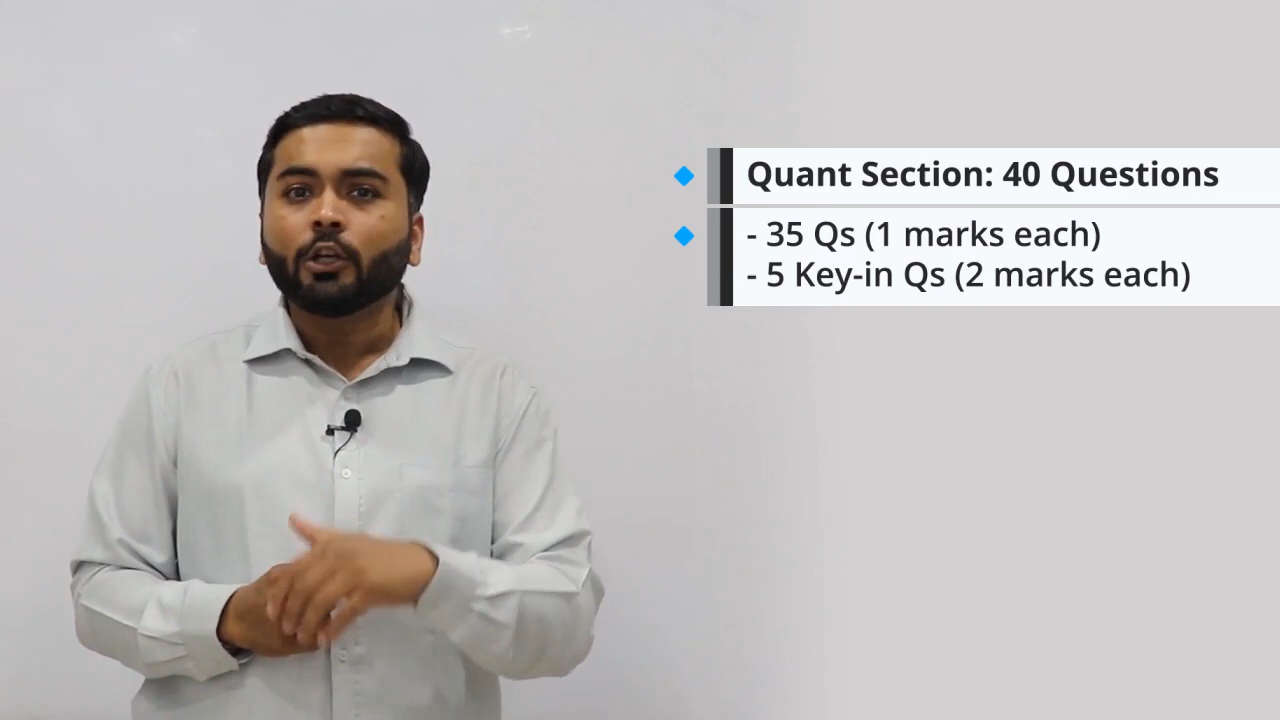 Quant Section: 40 Questions
- 35 Qs (1 marks each)
- 5 Key-in Qs (2 marks each)